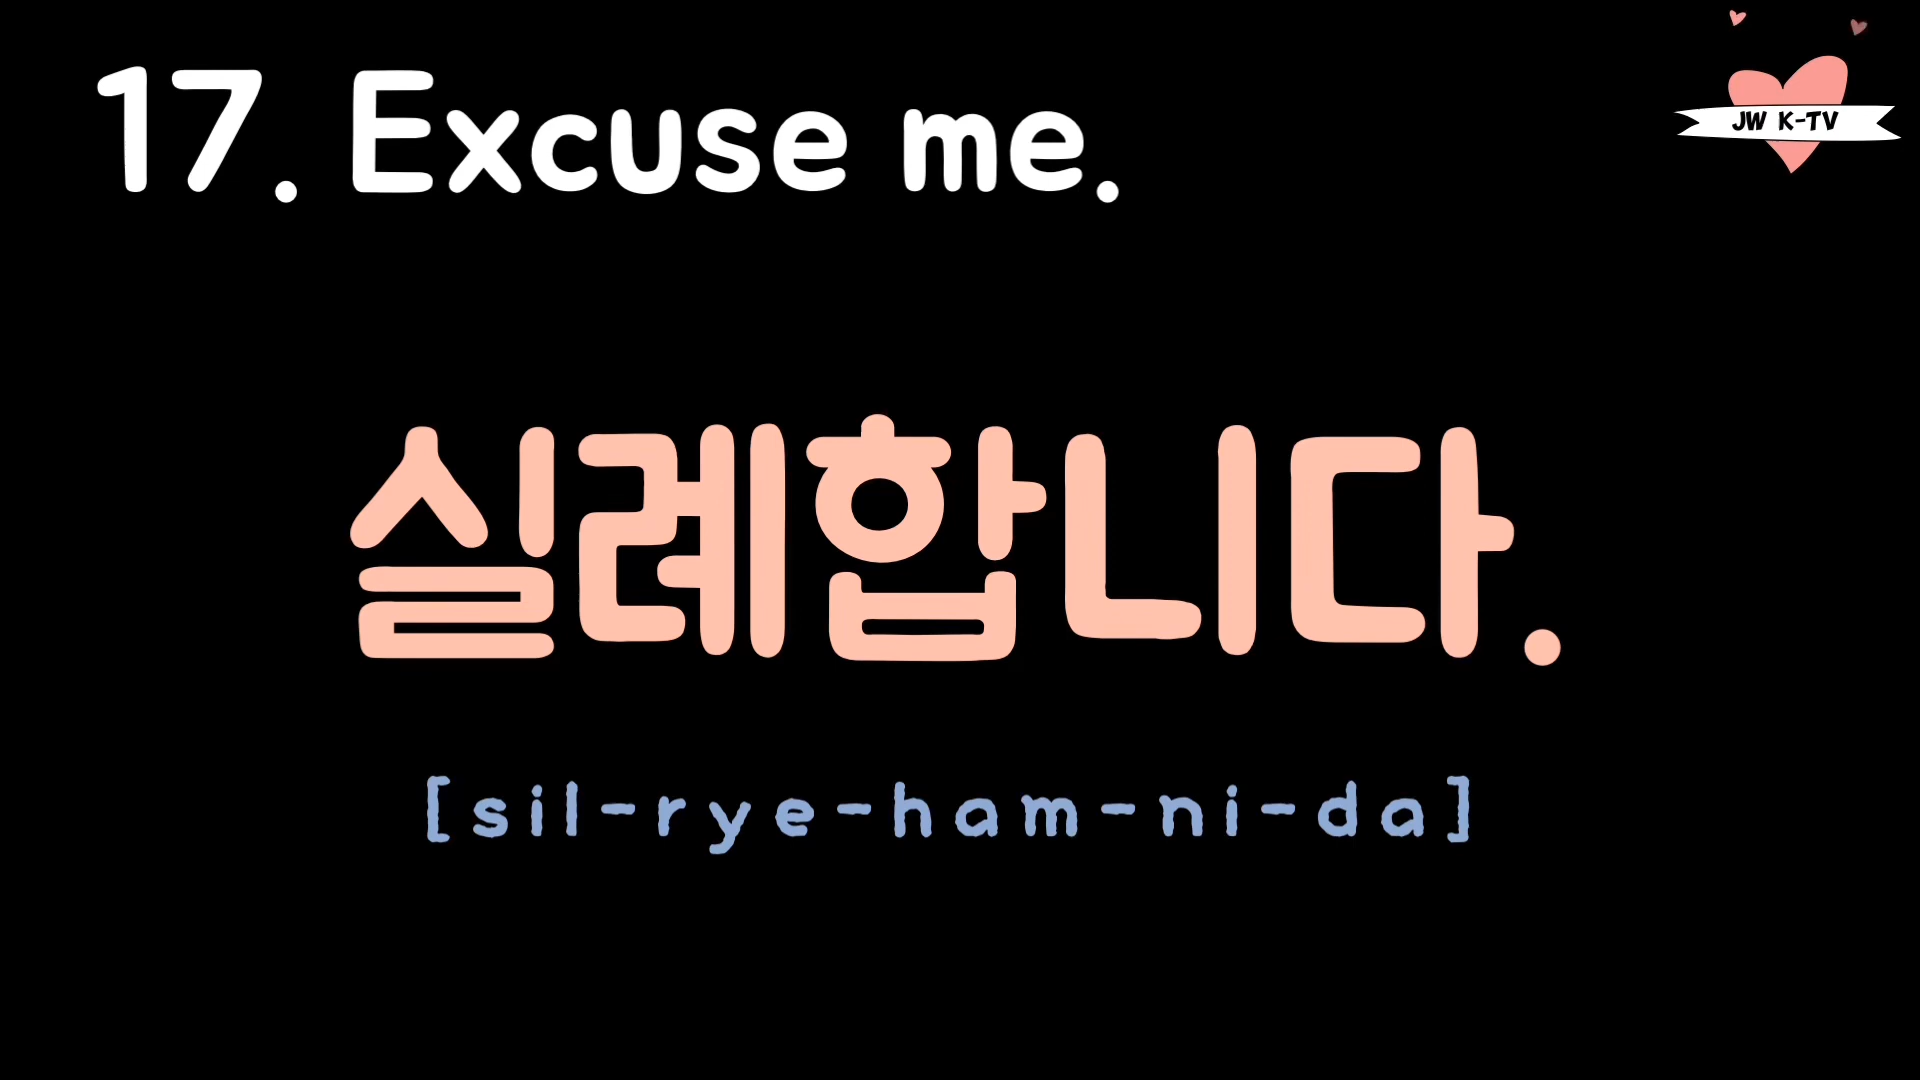 17. Excuse me.
JW K-TV
실례합니다.
[sil-rye-ham-ni-da]